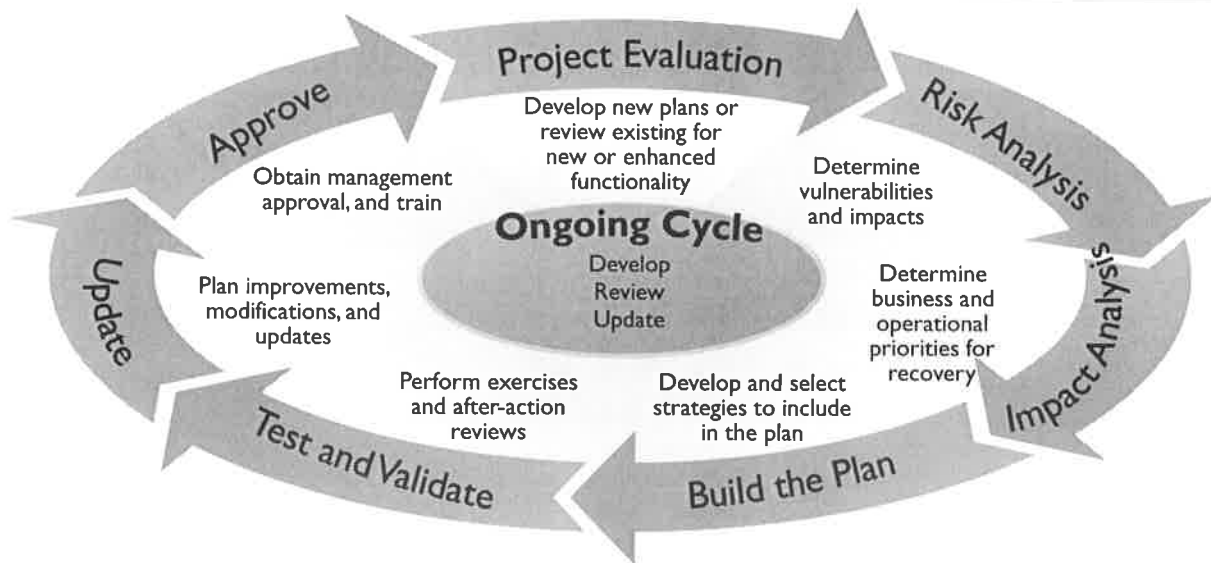 Project Evaluation
Develop new plans or
review existing for
new or enhanced
functionality
Risk Analysis
Determine
vulnerabilities
and impacts
Impact Analysis
Determine
business and
operational
priorities for
recovery
Build the Plan
Develop and select
strategies to include
in the plan
Test and Validate
Perform exercises
and after-action
reviews
Update
Plan improvements,
modifications, and
updates
Approve
Obtain management
approval, and train
Ongoing Cycle
Develop
Review
Update